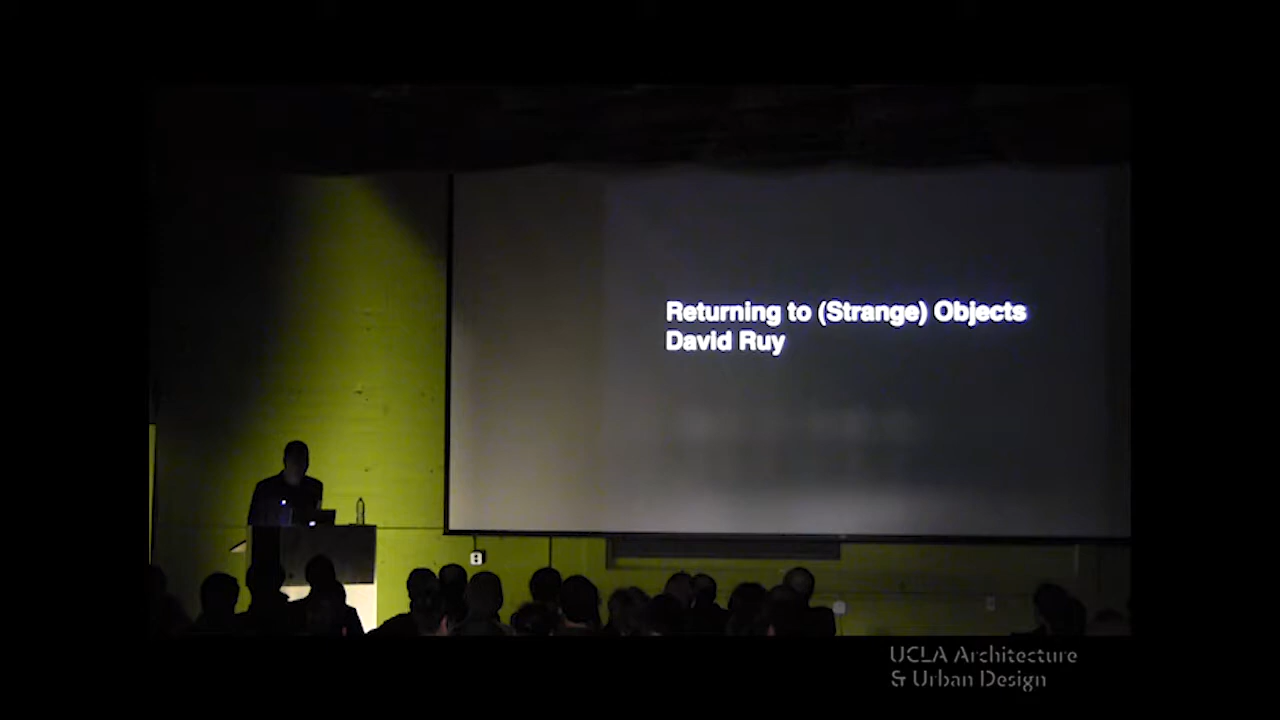 Returning to (Strange) Objects
David Ruy
UCLA Architecture
& Urban Design